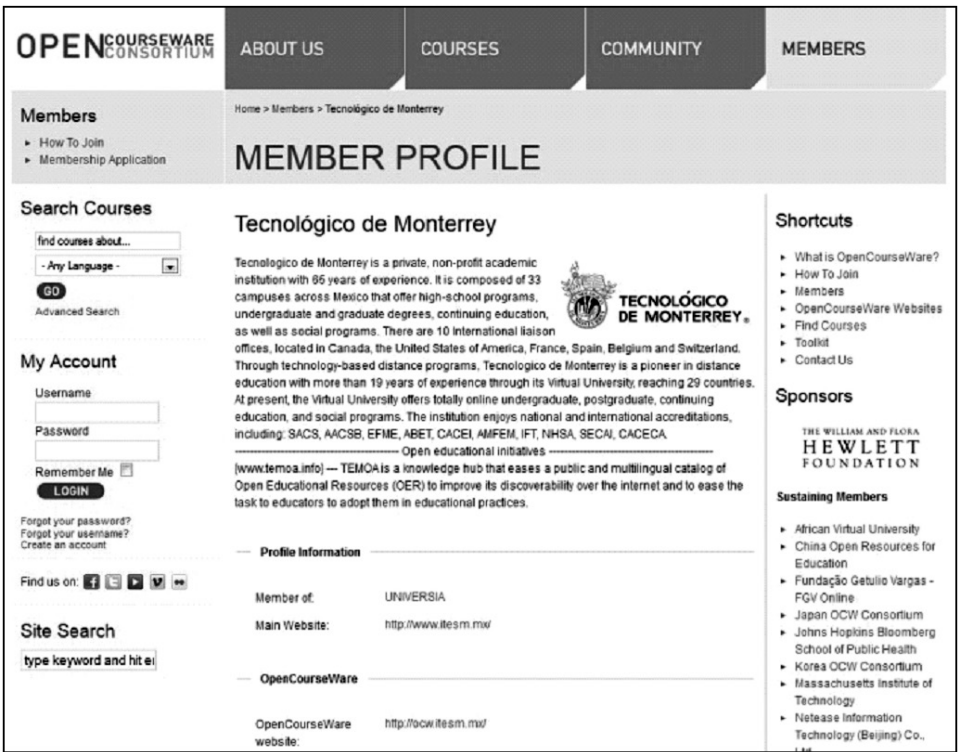 OPENCOURSEWARE CONSORTIUM
ABOUT US
COURSES
COMMUNITY
MEMBERS
Members
► How To Join
► Membership Application
Home > Members > Tecnológico de Monterrey
MEMBER PROFILE
Search Courses
find courses about...
- Any Language -
GO
Advanced Search
My Account
Username
Password
Remember Me
LOGIN
Forgot your password?
Forgot your username?
Create an account
Find us on:
Site Search
type keyword and hit
Tecnológico de Monterrey
Tecnologico de Monterrey is a private, non-profit academic
institution with 66 years of experience. It is composed of 33
campuses across Mexico that offer high-school programs,
undergraduate and graduate degrees, continuing education,
as well as social programs. There are 10 International liaison
offices, located in Canada, the United States of America, France, Spain, Belgium and Switzerland.
Through technology-based distance programs, Tecnologico de Monterrey is a pioneer in distance
education with more than 19 years of experience through its Virtual University, reaching 29 countries.
At present, the Virtual University offers totally online undergraduate, postgraduate, continuing
education, and social programs. The institution enjoys national and international accreditations,
including: SACS, AACSB, EFME, ABET, CACEI, AMFEM, IFT, NHSA, SECAI, CACECA.
TECNOLÓGICO
DE MONTERREY®
---------- Open educational initiatives ----------
[www.temoa.info] --- TEMOA is a knowledge hub that eases a public and multilingual catalog of
Open Educational Resources (OER) to improve its discoverability over the internet and to ease the
task to educators to adopt them in educational practices.
Profile Information
Member of: UNIVERSIA
Main Website: http://www.itesm.mx/
OpenCourseWare
OpenCourseWare http://ocw.itesm.mx/
website:
Shortcuts
► What is OpenCourseWare?
► How To Join
► Members
► OpenCourseWare Websites
► Find Courses
► Toolkit
► Contact Us
Sponsors
THE WILLIAM AND FLORA
HEWLETT
FOUNDATION
Sustaining Members
► African Virtual University
► China Open Resources for
Education
► Fundação Getulio Vargas -
FGV Online
► Japan OCW Consortium
► Johns Hopkins Bloomberg
School of Public Health
► Korea OCW Consortium
► Massachusetts Institute of
Technology
► Netease Information
Technology (Beijing) Co.,